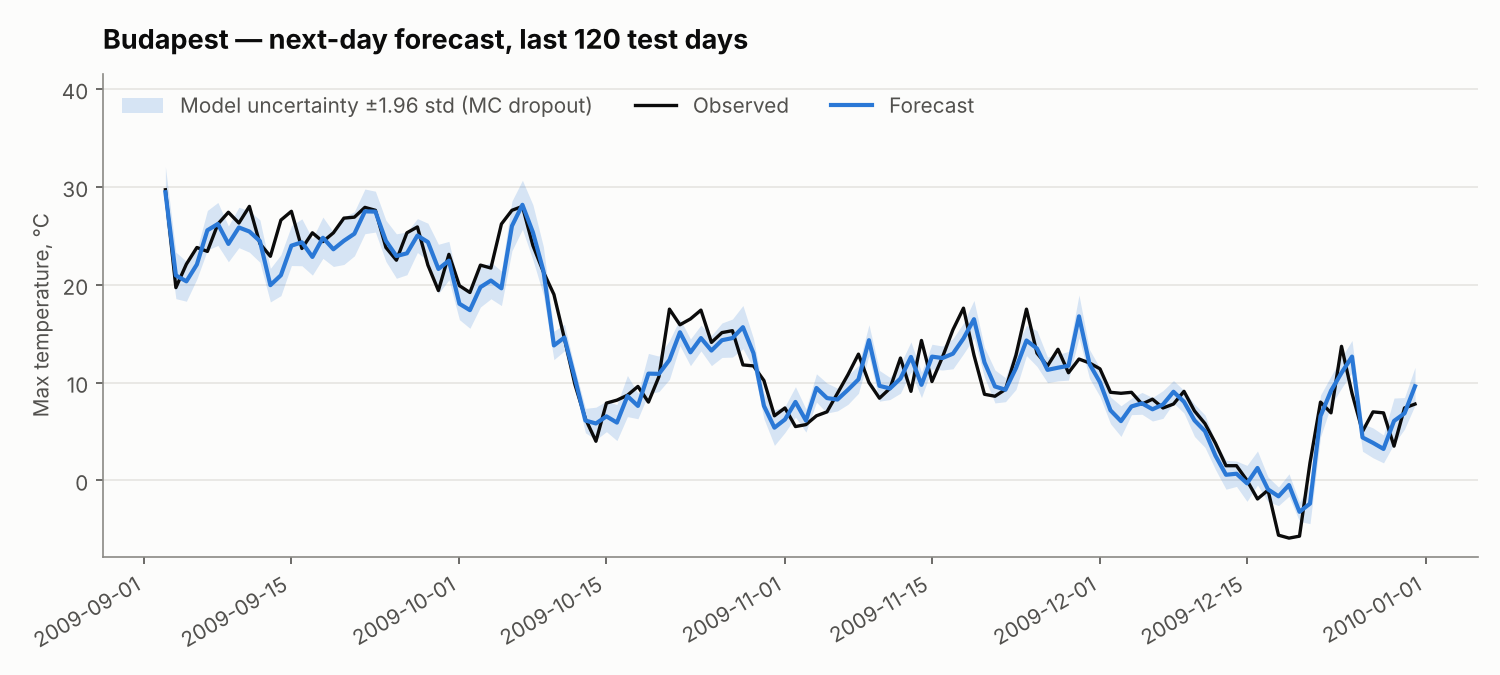 Budapest — next-day forecast, last 120 test days
Model uncertainty ±1.96 std (MC dropout) Observed Forecast
Max temperature, °C
40
30
20
10
0
2009-09-01 2009-09-15 2009-10-01 2009-10-15 2009-11-01 2009-11-15 2009-12-01 2009-12-15 2010-01-01